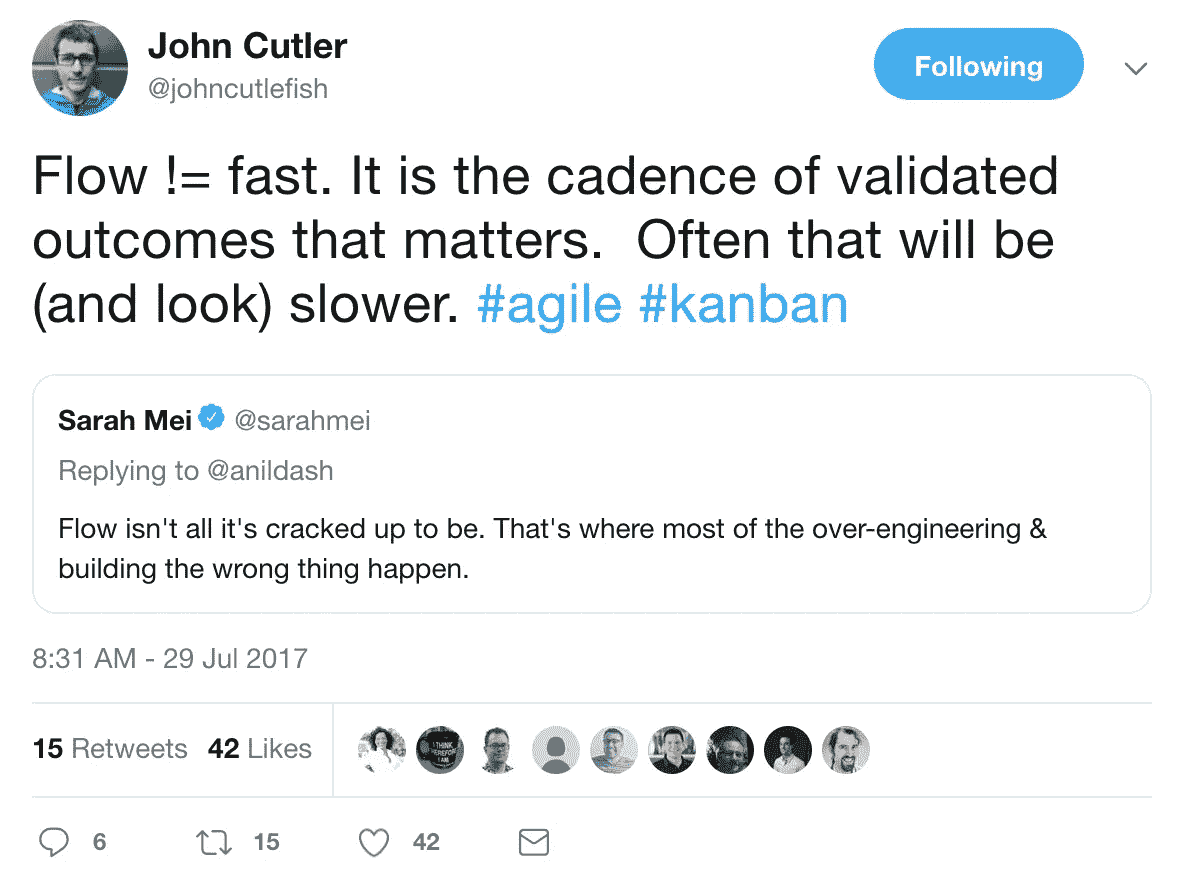 John Cutler
@johncutlefish
Following
Flow != fast. It is the cadence of validated
outcomes that matters.  Often that will be
(and look) slower. #agile #kanban
Sarah Mei @sarahmei
Replying to @anildash
Flow isn't all it's cracked up to be. That's where most of the over-engineering &
building the wrong thing happen.
8:31 AM - 29 Jul 2017
15 Retweets 42 Likes
I THINK
THEREFORE
I AM
6 15 42